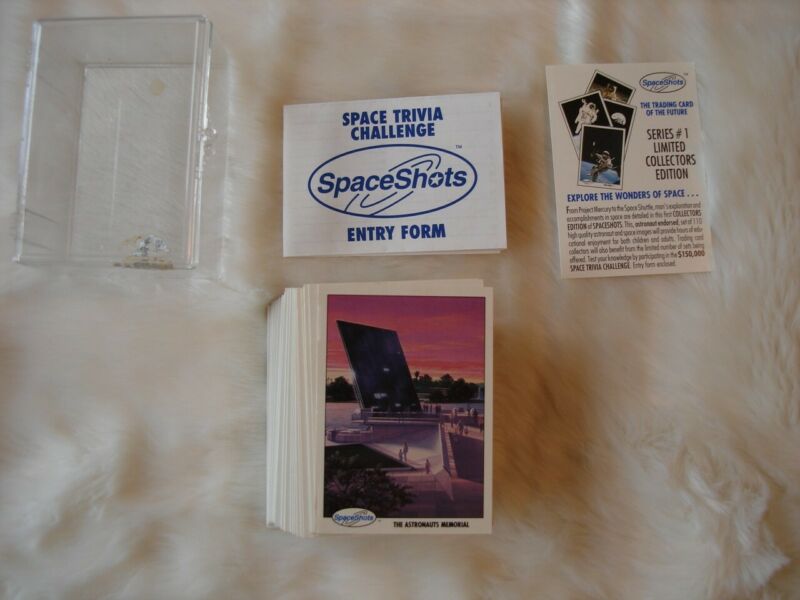 SPACE TRIVIA
CHALLENGE
SpaceShots™
ENTRY FORM
SpaceShots™
THE TRADING CARD
OF THE FUTURE
SERIES #1
LIMITED
COLLECTORS
EDITION
EXPLORE THE WONDERS OF SPACE . . .
From Project Mercury to the Space Shuttle, man's exploration and
accomplishments in space are detailed in this first COLLECTORS
EDITION of SPACESHOTS. This, astronaut endorsed, set of 110
high quality astronaut and space images will provide hours of edu-
cational enjoyment for both children and adults. Trading card
collectors will also benefit from the limited number of sets being
offered. Test your knowledge by participating in the $150,000
SPACE TRIVIA CHALLENGE. Entry form enclosed.
SpaceShots™
THE ASTRONAUTS MEMORIAL